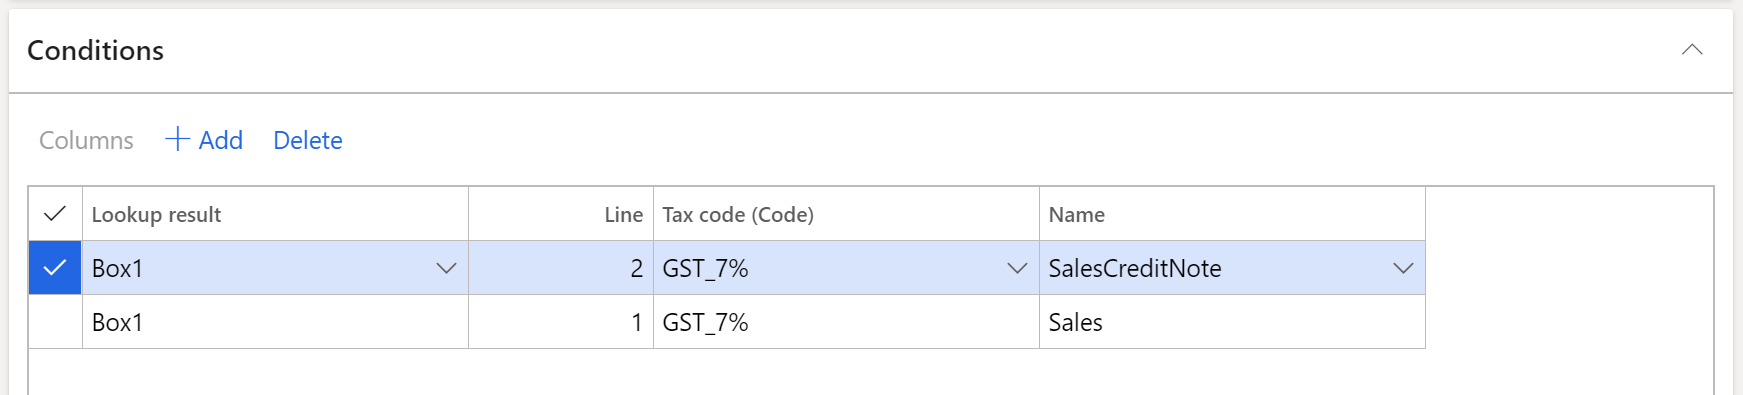 Conditions
Columns + Add Delete
Lookup result Line Tax code (Code) Name
Box1 2 GST_7% SalesCreditNote
Box1 1 GST_7% Sales